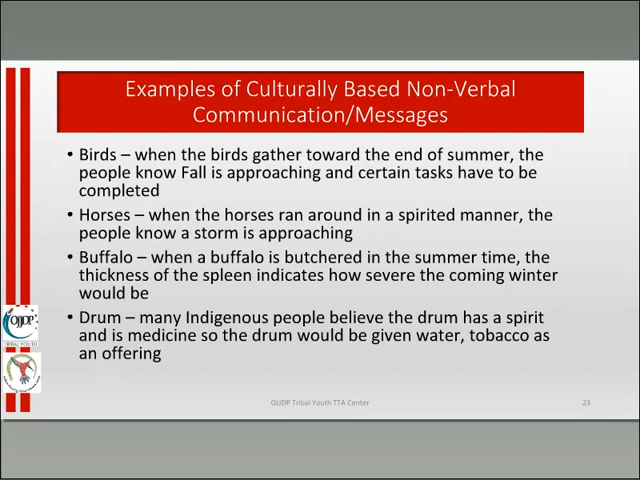 Examples of Culturally Based Non-Verbal
Communication/Messages
• Birds – when the birds gather toward the end of summer, the
people know Fall is approaching and certain tasks have to be
completed
• Horses – when the horses ran around in a spirited manner, the
people know a storm is approaching
• Buffalo – when a buffalo is butchered in the summer time, the
thickness of the spleen indicates how severe the coming winter
would be
• Drum – many Indigenous people believe the drum has a spirit
and is medicine so the drum would be given water, tobacco as
an offering
OJJDP
TRIBAL YOUTH
OJJDP Tribal Youth TTA Center
23